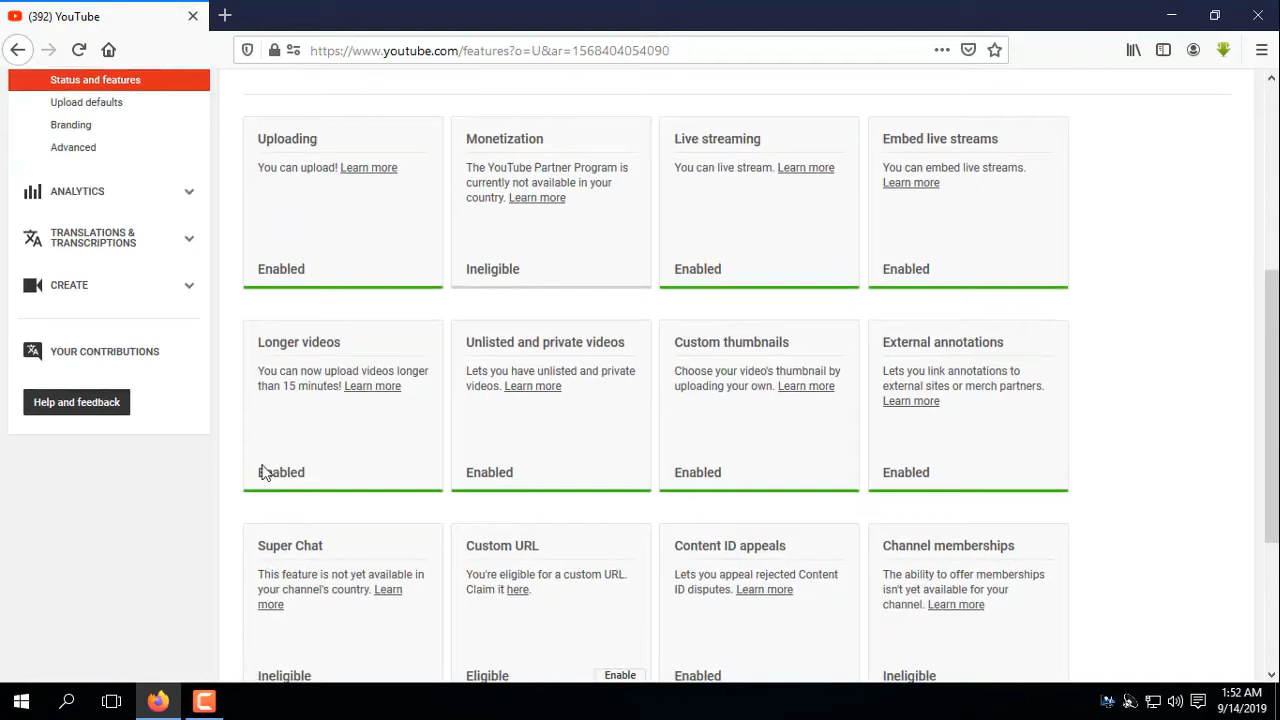 (392) YouTube
https://www.youtube.com/features?o=U&ar=1568404054090
Status and features
Upload defaults
Branding
Advanced
ANALYTICS
TRANSLATIONS &
TRANSCRIPTIONS
CREATE
YOUR CONTRIBUTIONS
Help and feedback
Uploading
You can upload! Learn more
Enabled
Monetization
The YouTube Partner Program is
currently not available in your
country. Learn more
Ineligible
Live streaming
You can live stream. Learn more
Enabled
Embed live streams
You can embed live streams.
Learn more
Enabled
Longer videos
You can now upload videos longer
than 15 minutes! Learn more
Enabled
Unlisted and private videos
Lets you have unlisted and private
videos. Learn more
Enabled
Custom thumbnails
Choose your video's thumbnail by
uploading your own. Learn more
Enabled
External annotations
Lets you link annotations to
external sites or merch partners.
Learn more
Enabled
Super Chat
This feature is not yet available in
your channel's country. Learn
more
Ineligible
Custom URL
You're eligible for a custom URL.
Claim it here.
Eligible
Enable
Content ID appeals
Lets you appeal rejected Content
ID disputes. Learn more
Enabled
Channel memberships
The ability to offer memberships
isn't yet available for your
channel. Learn more
Ineligible
1:52 AM
9/14/2019